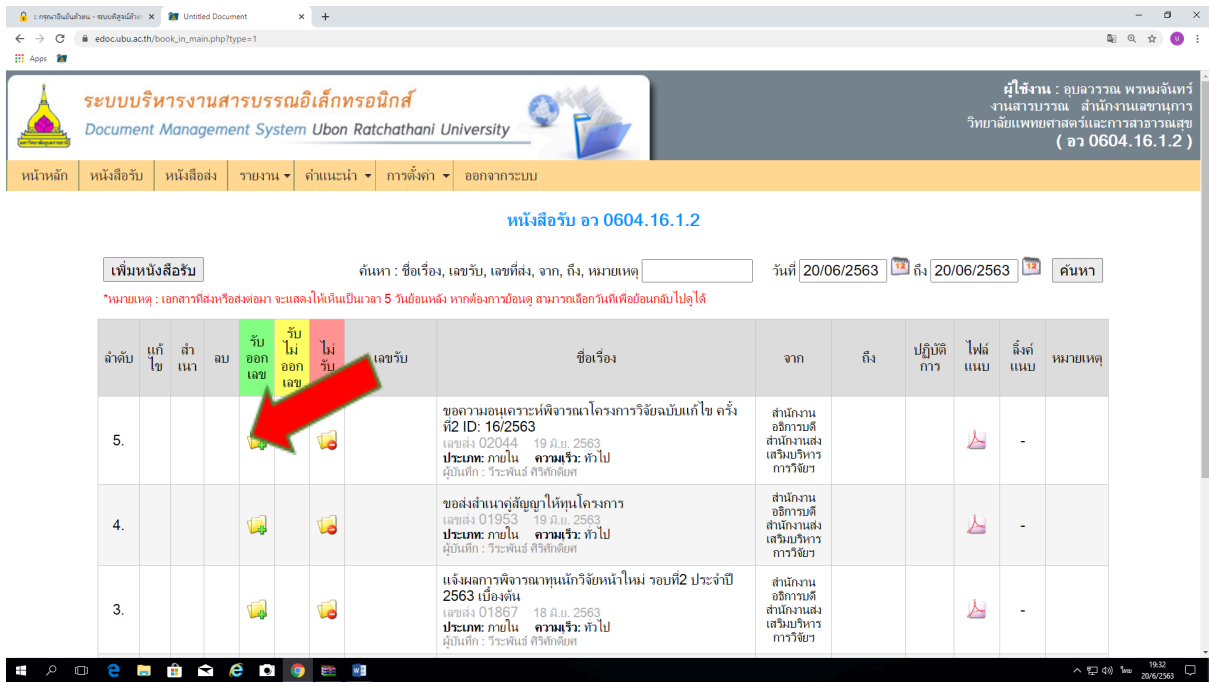 :: กรุณายืนยันตัวตน - ระบบพิสูจน์ตัวตน
Untitled Document
edoc.ubu.ac.th/book_in_main.php?type=1
Apps
ระบบบริหารงานสารบรรณอิเล็กทรอนิกส์
Document Management System Ubon Ratchathani University
ผู้ใช้งาน : อุบลวรรณ พรหมจันทร์
งานสารบรรณ สำนักงานเลขานุการ
วิทยาลัยแพทยศาสตร์และการสาธารณสุข
( อว 0604.16.1.2 )
หน้าหลัก หนังสือรับ หนังสือส่ง รายงาน คำแนะนำ การตั้งค่า ออกจากระบบ
หนังสือรับ อว 0604.16.1.2
เพิ่มหนังสือรับ ค้นหา : ชื่อเรื่อง, เลขรับ, เลขที่ส่ง, จาก, ถึง, หมายเหตุ วันที่ 20/06/2563 ถึง 20/06/2563 ค้นหา
*หมายเหตุ : เอกสารที่ส่งหรือส่งต่อมา จะแสดงให้เห็นเป็นเวลา 5 วันย้อนหลัง หากต้องการย้อนดู สามารถเลือกวันที่เพื่อย้อนกลับไปดูได้
ลำดับ แก้ไข สำเนา ลบ รับออกเลข รับไม่ออกเลข ไม่รับ เลขรับ ชื่อเรื่อง จาก ถึง ปฏิบัติการ ไฟล์แนบ ลิ้งค์แนบ หมายเหตุ
5.
ขอความอนุเคราะห์พิจารณาโครงการวิจัยฉบับแก้ไข ครั้ง
ที่2 ID: 16/2563
เลขส่ง 02044 19 มิ.ย. 2563
ประเภท: ภายใน ความเร็ว: ทั่วไป
ผู้บันทึก : วีระพันธ์ ศิริศักดิยศ
สำนักงาน
อธิการบดี
สำนักงานส่ง
เสริมบริหาร
การวิจัยฯ
-
4.
ขอส่งสำเนาคู่สัญญาให้ทุนโครงการ
เลขส่ง 01953 19 มิ.ย. 2563
ประเภท: ภายใน ความเร็ว: ทั่วไป
ผู้บันทึก : วีระพันธ์ ศิริศักดิยศ
สำนักงาน
อธิการบดี
สำนักงานส่ง
เสริมบริหาร
การวิจัยฯ
-
3.
แจ้งผลการพิจารณาทุนนักวิจัยหน้าใหม่ รอบที่2 ประจำปี
2563 เบื้องต้น
เลขส่ง 01867 18 มิ.ย. 2563
ประเภท: ภายใน ความเร็ว: ทั่วไป
ผู้บันทึก : วีระพันธ์ ศิริศักดิยศ
สำนักงาน
อธิการบดี
สำนักงานส่ง
เสริมบริหาร
การวิจัยฯ
-
ไทย
19:32
20/6/2563